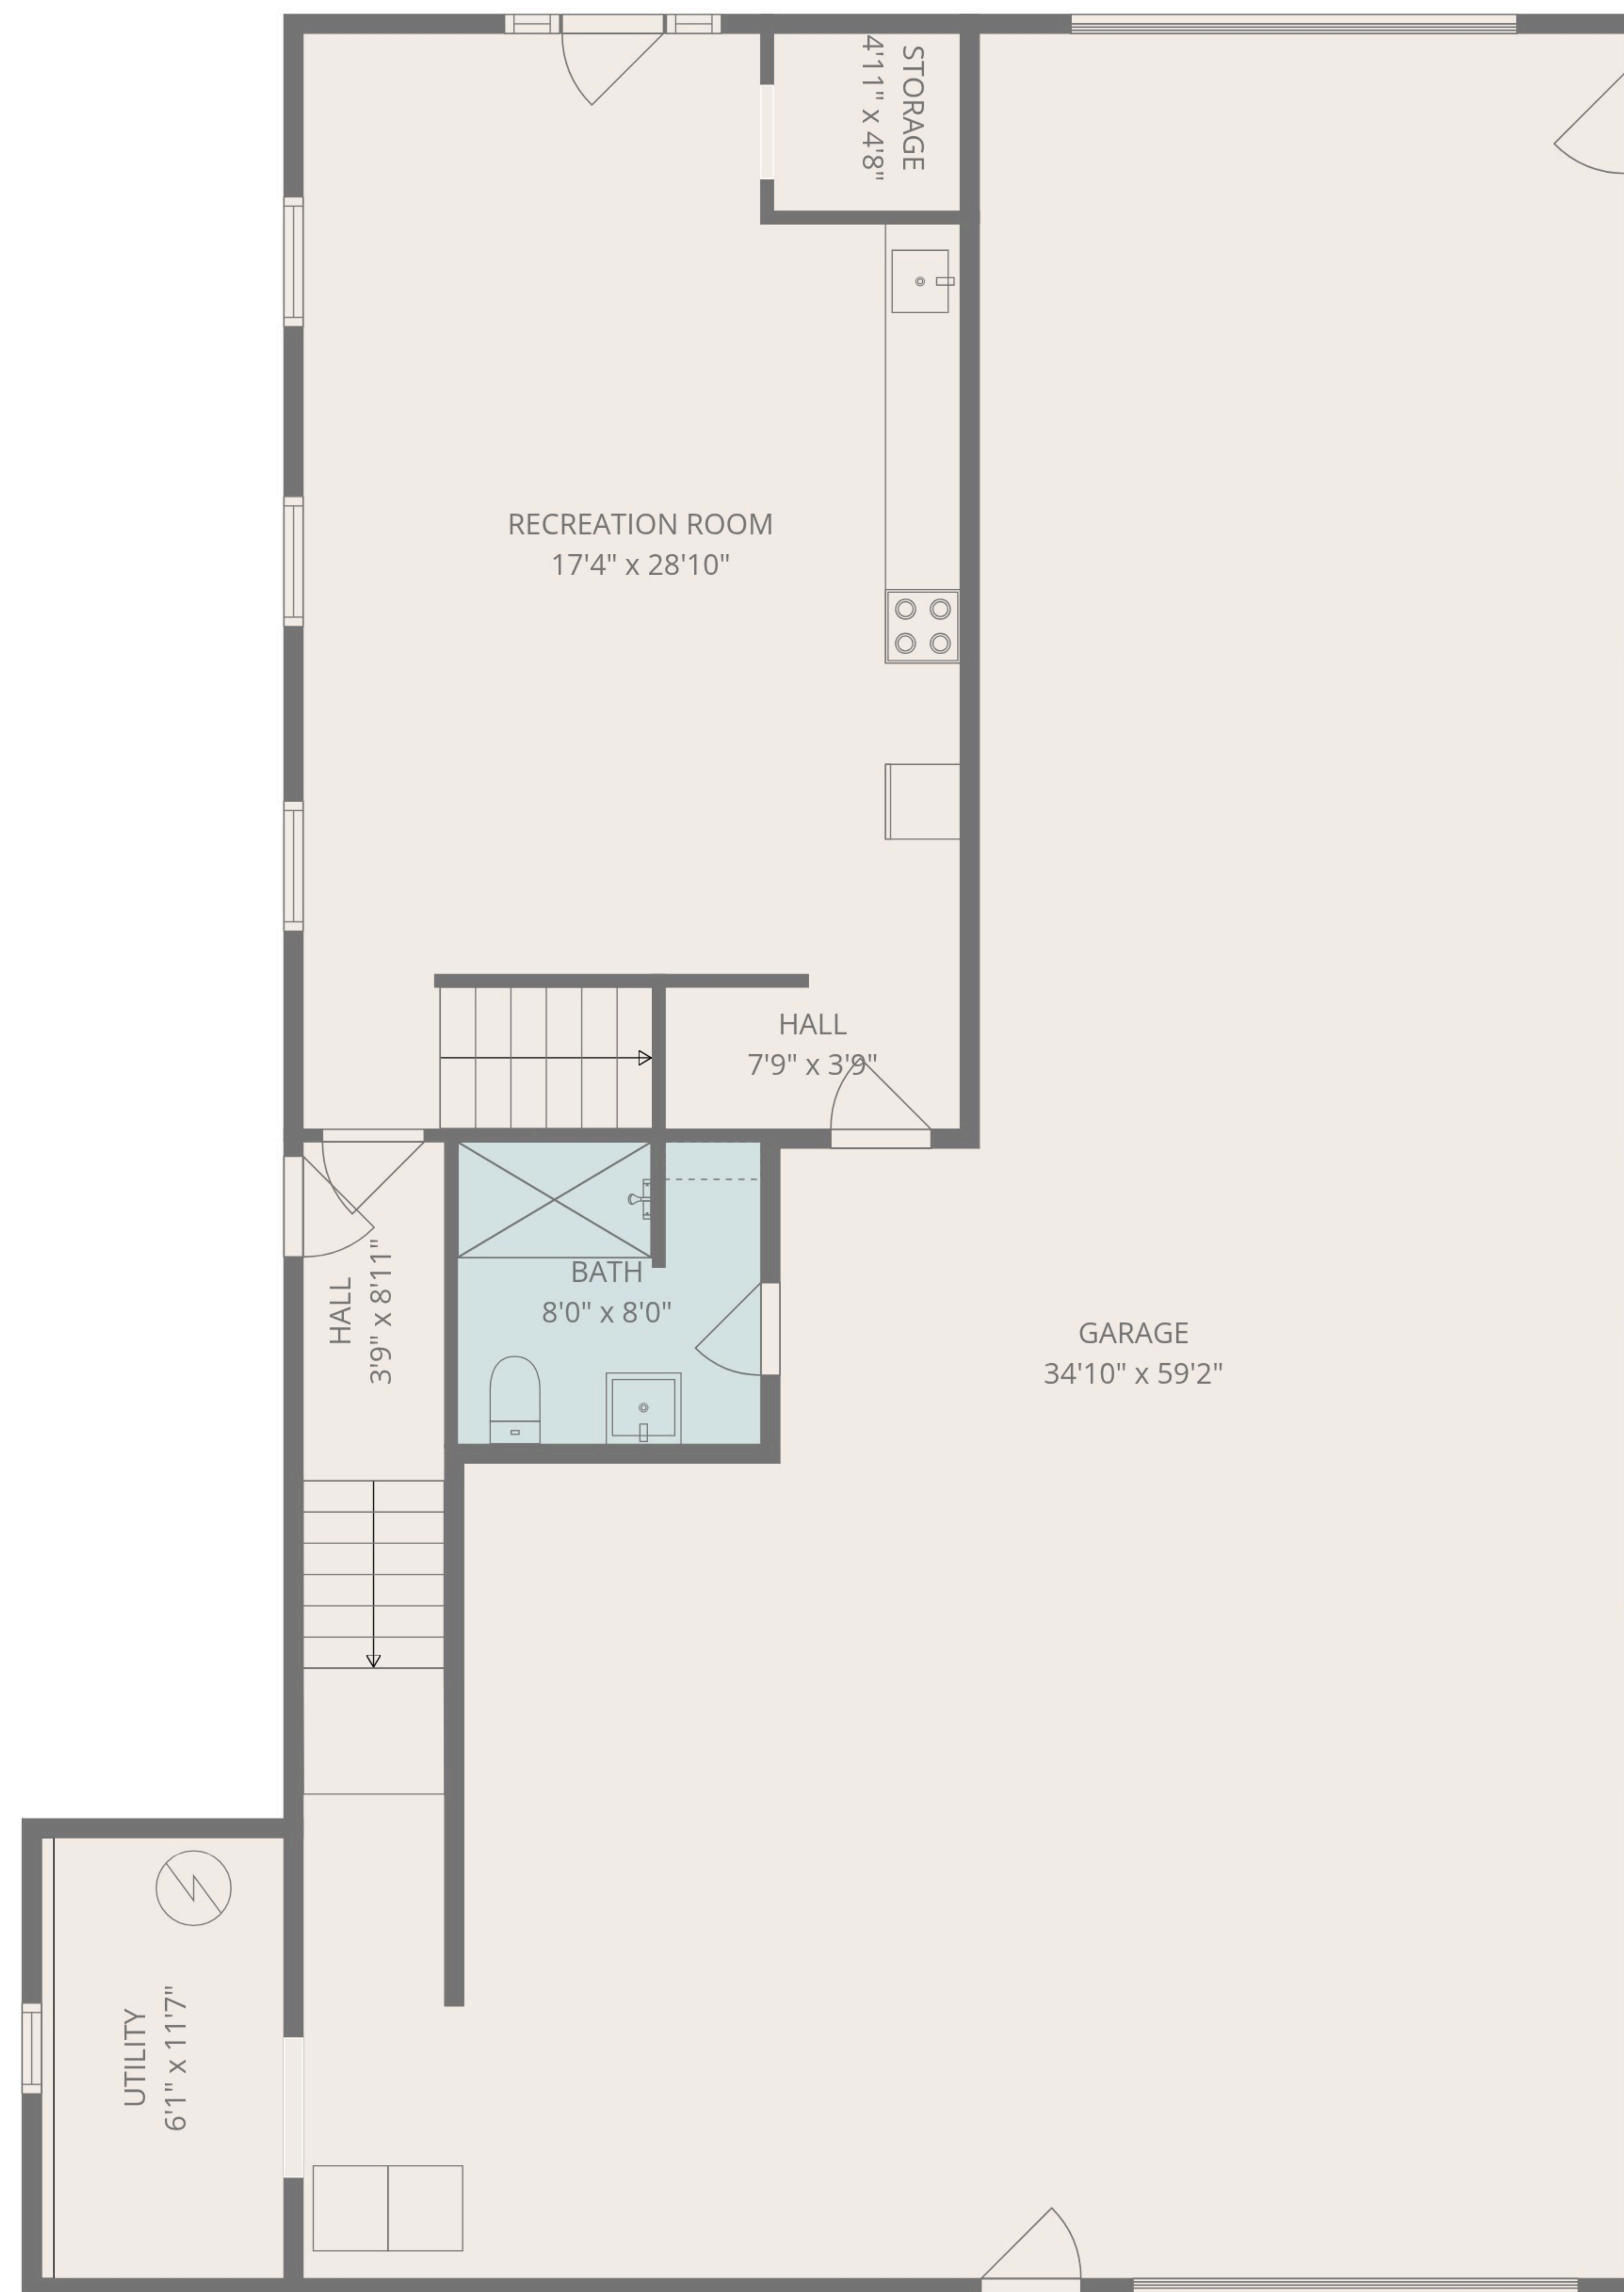 STORAGE
4'11" x 4'8"
RECREATION ROOM
17'4" x 28'10"
HALL
7'9" x 3'9"
BATH
8'0" x 8'0"
HALL
3'9" x 8'11"
GARAGE
34'10" x 59'2"
UTILITY
6'1" x 11'7"